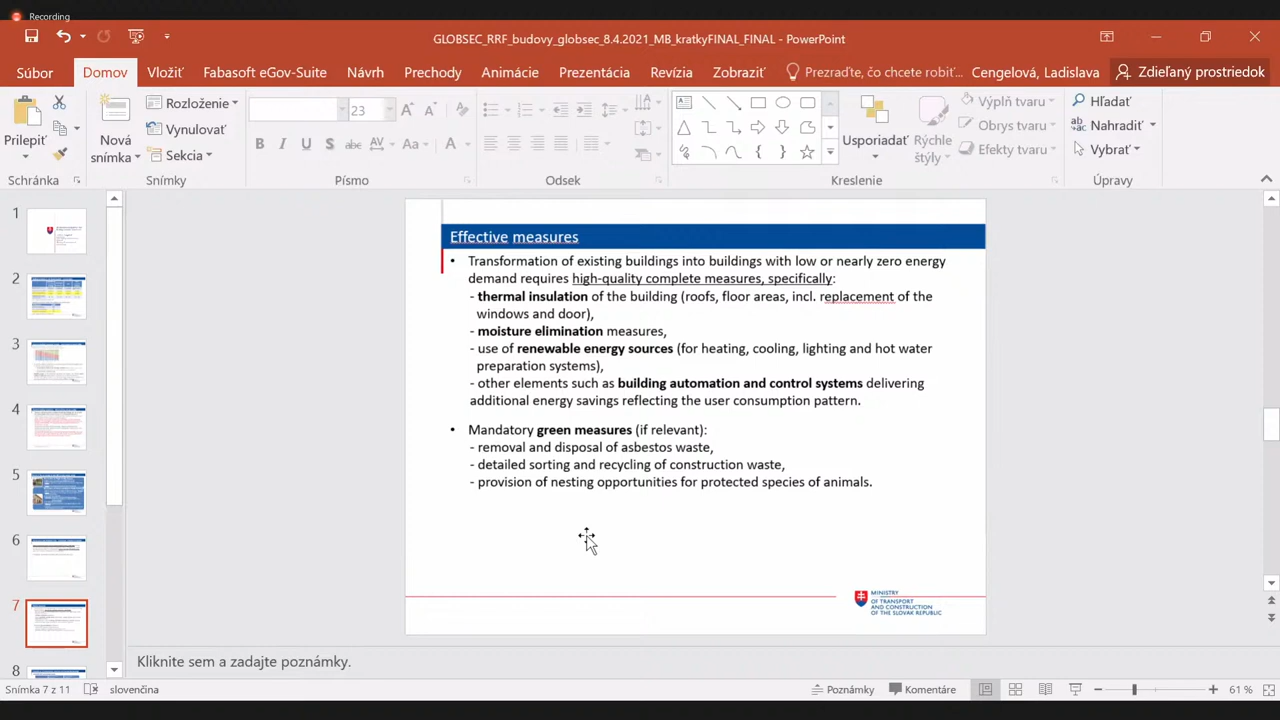 Recording
GLOBSEC_RRF_budovy_globsec_8.4.2021_MB_kratkyFINAL_FINAL - PowerPoint
Súbor Domov Vložiť Fabasoft eGov-Suite Návrh Prechody Animácie Prezentácia Revízia Zobraziť Prezraďte, čo chcete robiť... Cengelová, Ladislava Zdieľaný prostriedok
Prilepiť
Schránka
Nová
snímka
Rozloženie
Vynulovať
Sekcia
Snímky
23
B I U S abc AV Aa A
Písmo
Odsek
Usporiadať
Rýchle
štýly
Výplň tvaru
Obrys tvaru
Efekty tvaru
Kreslenie
Hľadať
Nahradiť
Vybrať
Úpravy
1
2
3
4
5
6
7
8
Effective measures
• Transformation of existing buildings into buildings with low or nearly zero energy
demand requires high-quality complete measures, specifically:
- thermal insulation of the building (roofs, floor areas, incl. replacement of the
windows and door),
- moisture elimination measures,
- use of renewable energy sources (for heating, cooling, lighting and hot water
preparation systems),
- other elements such as building automation and control systems delivering
additional energy savings reflecting the user consumption pattern.
• Mandatory green measures (if relevant):
- removal and disposal of asbestos waste,
- detailed sorting and recycling of construction waste,
- provision of nesting opportunities for protected species of animals.
MINISTRY
OF TRANSPORT
AND CONSTRUCTION
OF THE SLOVAK REPUBLIC
Kliknite sem a zadajte poznámky.
Snímka 7 z 11 slovenčina Poznámky Komentáre 61 %